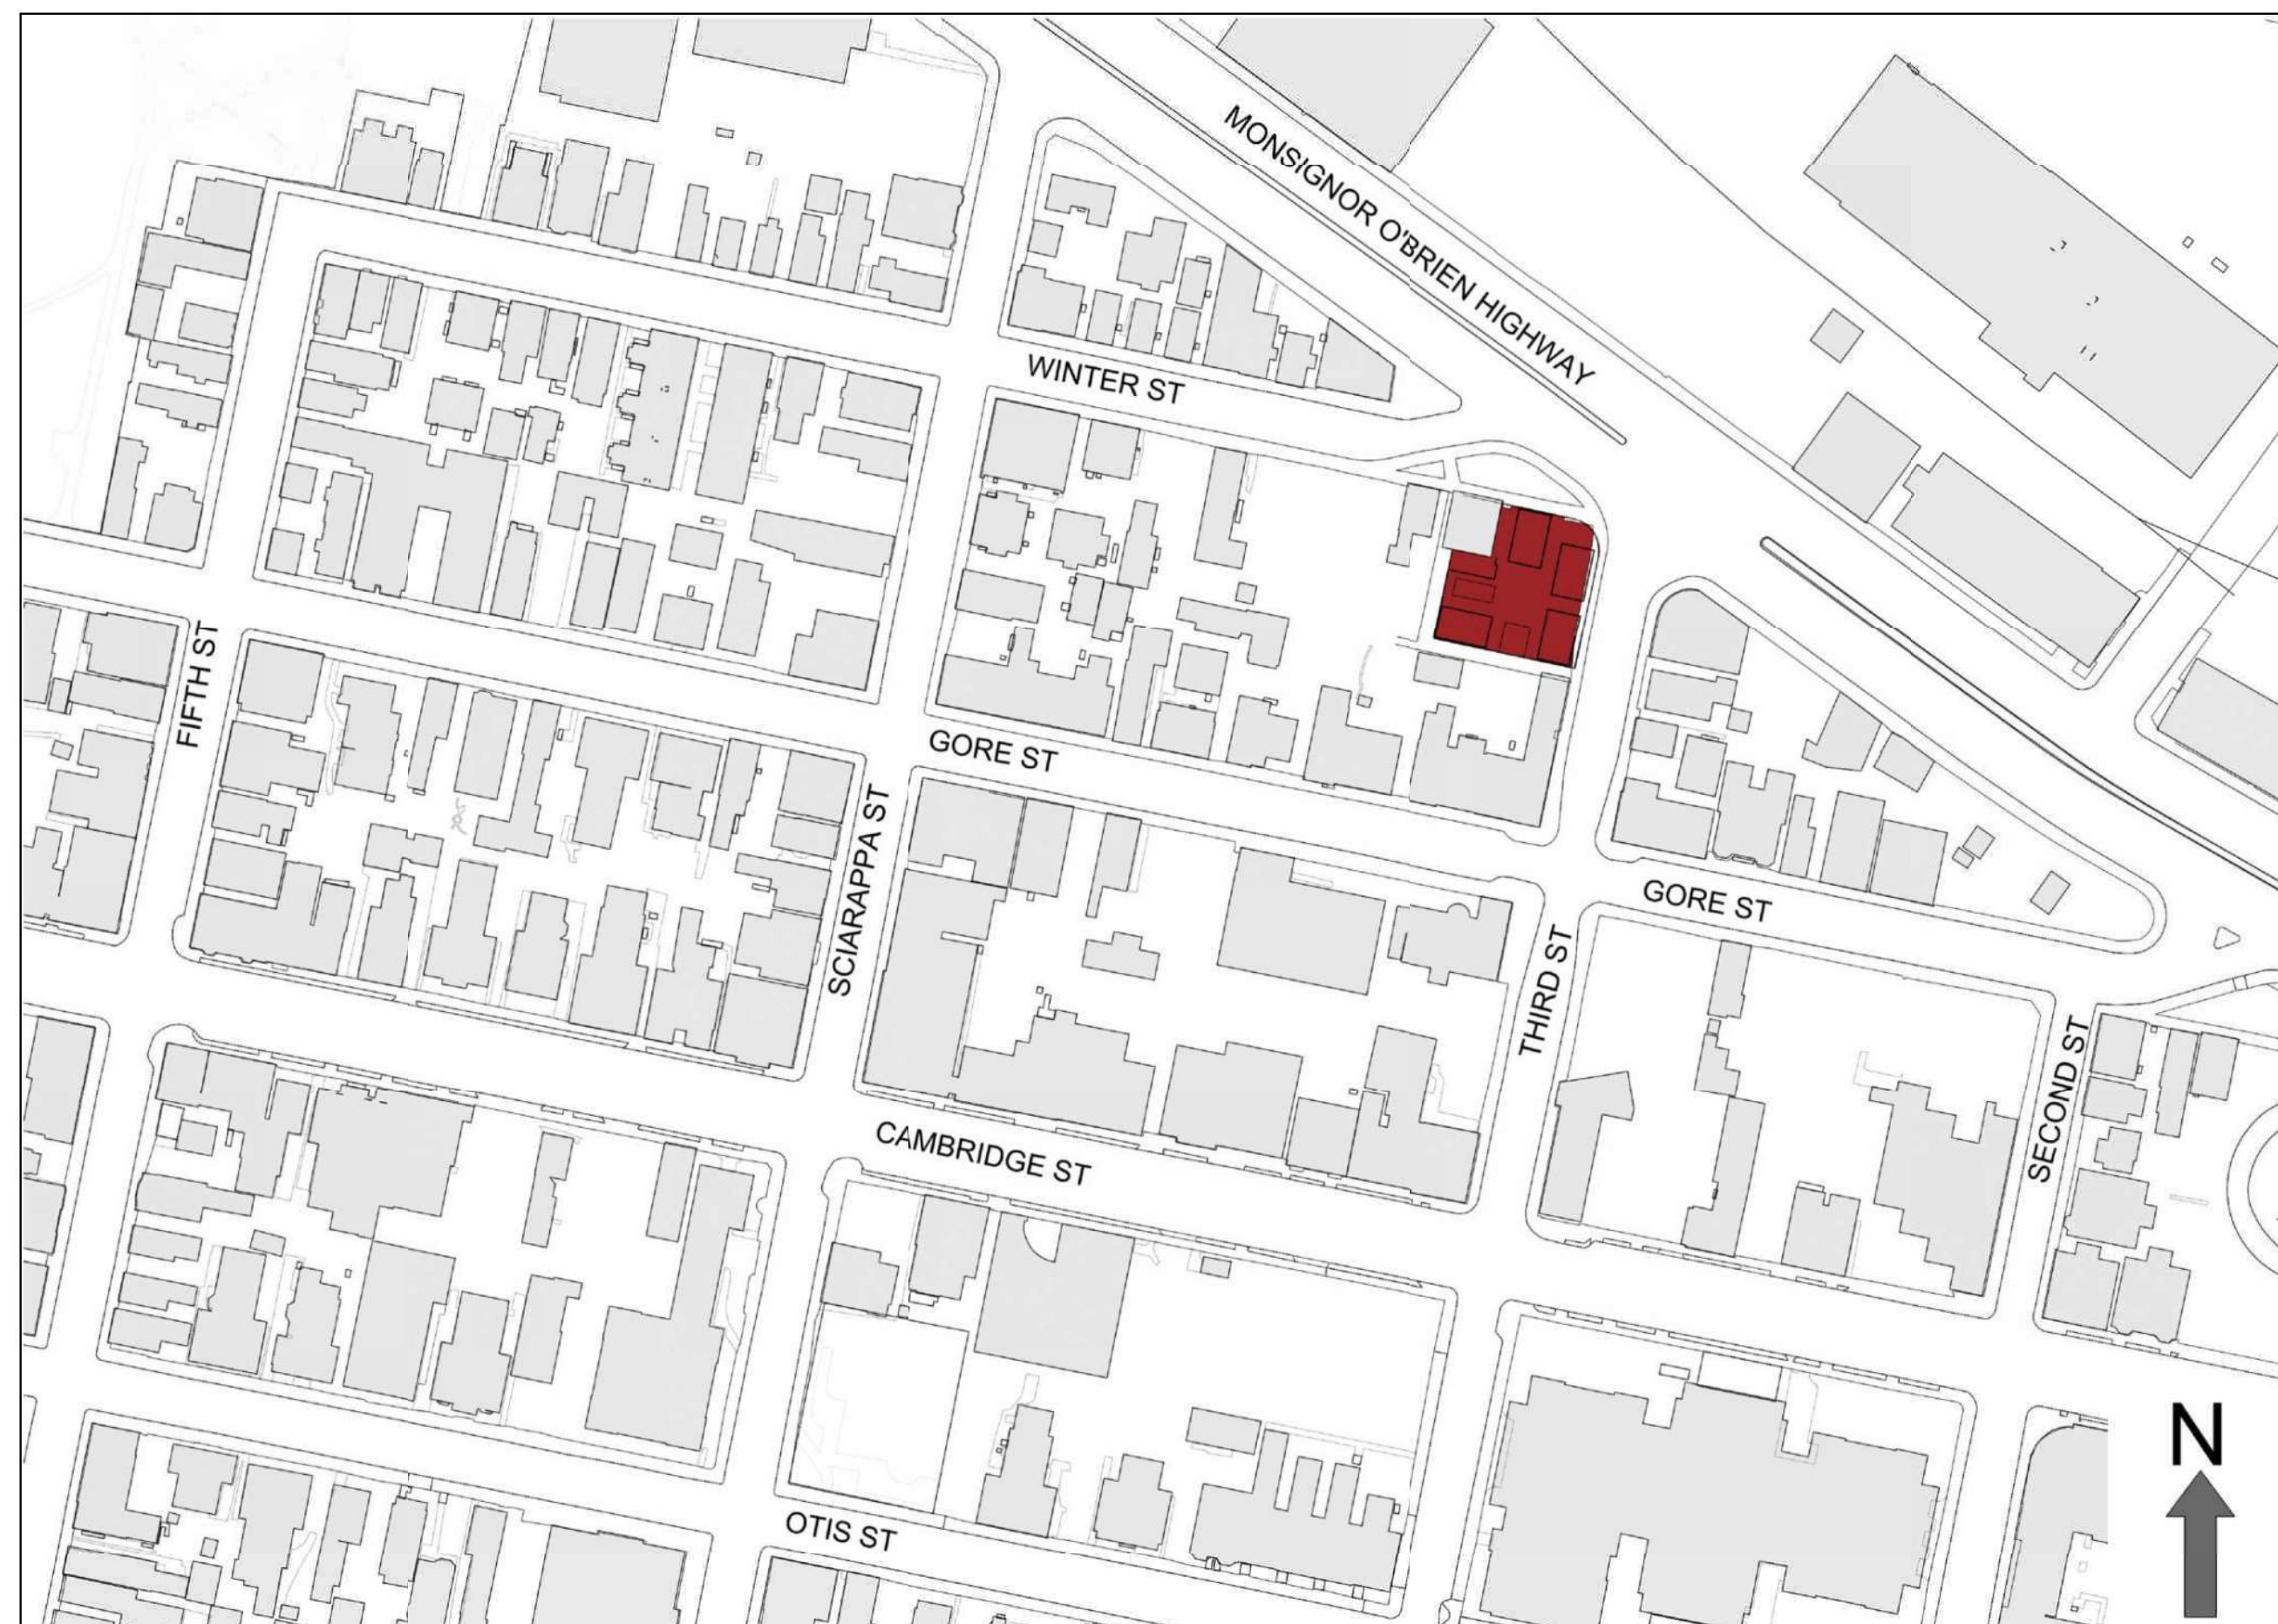 MONSIGNOR O'BRIEN HIGHWAY
WINTER ST
FIFTH ST
GORE ST
SCIARAPPA ST
GORE ST
THIRD ST
SECOND ST
CAMBRIDGE ST
N
OTIS ST